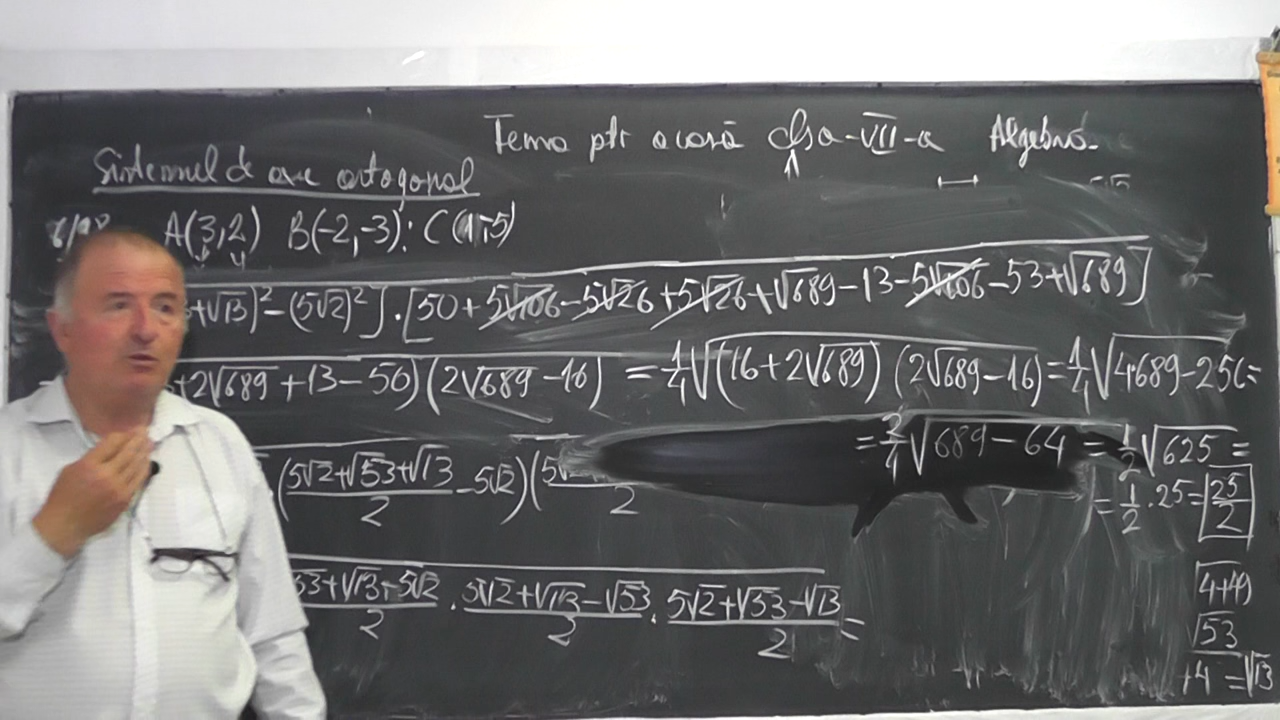 Tema ptr acasă clsa-VII-a Algebra
Sistemul de axe ortogonal
A(3,2) B(-2,-3); C(1,-5)
+√13)²-(5√2)²]·[50+5√106-5√26+5√26+√689-13-5√106-53+√689]
+2√689+13-50)(2√689-16) =1/4√(16+2√689)(2√689-16)=1/4√4·689-256=
=2/4√689-64 = 1/2√625=
(5√2+√53+√13/2-5√2)(
=1/2·25=25/2
√53+√13+5√2/2 · 5√2+√13-√53/2 · 5√2+√53-√13/2=
√4+49
√53
+4=√13